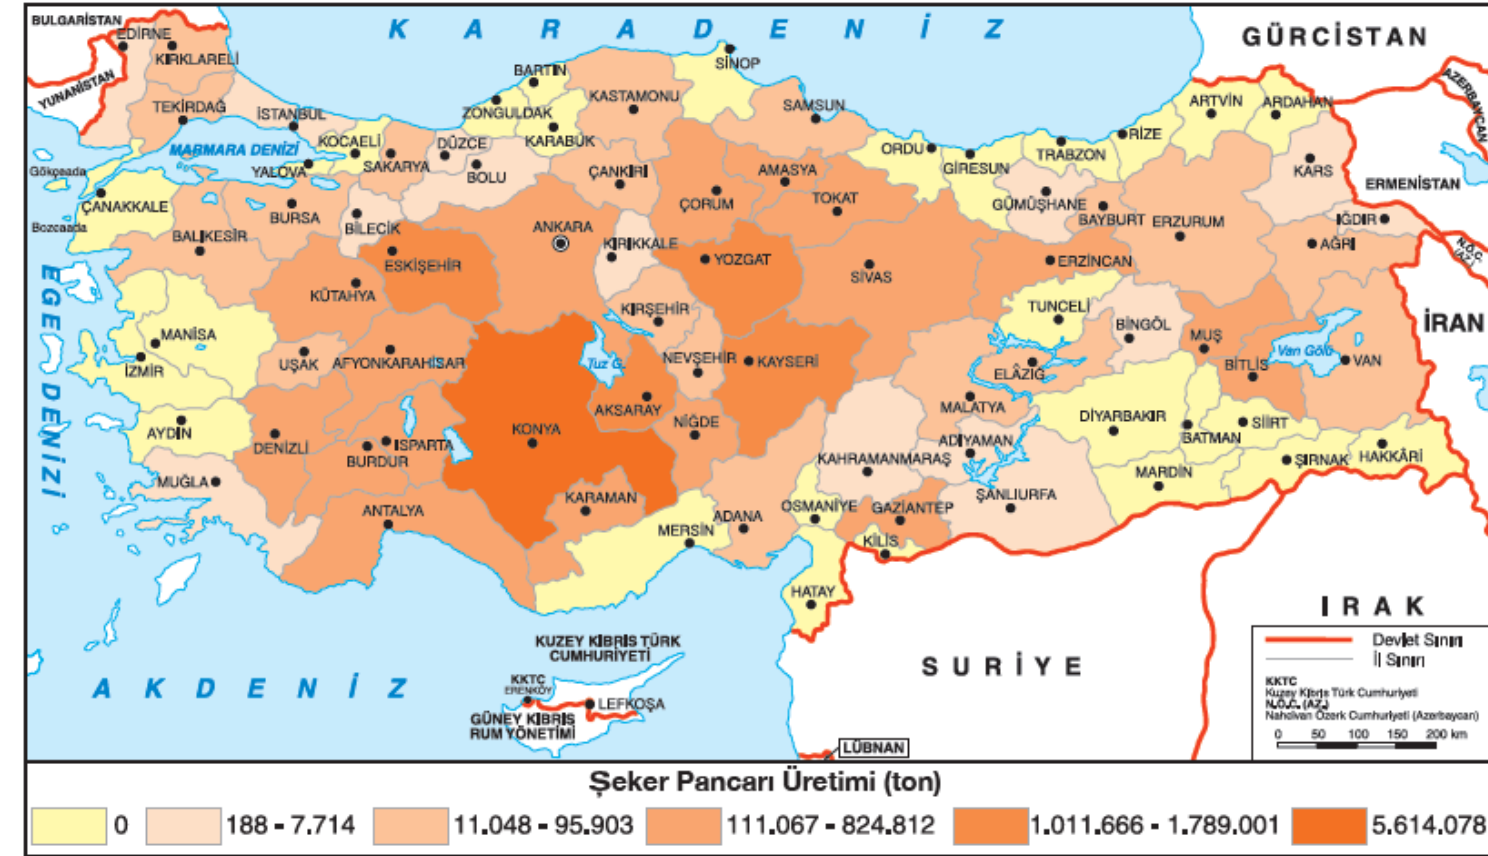 BULGARİSTAN
YUNANİSTAN
K A R A D E N İ Z
GÜRCİSTAN
AZERBAYCAN
ERMENİSTAN
N.Ö.C.
(AZ.)
İRAN
I R A K
S U R İ Y E
LÜBNAN
A K D E N İ Z
EGE DENİZİ
MARMARA DENİZİ
Gökçeada
Bozcaada
EDİRNE
KIRKLARELİ
TEKİRDAĞ
İSTANBUL
YALOVA
KOCAELİ
SAKARYA
DÜZCE
BOLU
ZONGULDAK
BARTIN
KARABÜK
KASTAMONU
SİNOP
SAMSUN
ÇANKIRI
ÇORUM
AMASYA
TOKAT
ORDU
GİRESUN
TRABZON
RİZE
ARTVİN
ARDAHAN
KARS
IĞDIR
AĞRI
GÜMÜŞHANE
BAYBURT
ERZURUM
ERZİNCAN
ÇANAKKALE
BALIKESİR
BURSA
BİLECİK
ESKİŞEHİR
KÜTAHYA
ANKARA
KIRIKKALE
YOZGAT
SİVAS
KIRŞEHİR
NEVŞEHİR
KAYSERİ
TUNCELİ
BİNGÖL
MUŞ
BİTLİS
Van Gölü
VAN
MANİSA
İZMİR
UŞAK
AFYONKARAHİSAR
Tuz G.
AKSARAY
NİĞDE
KONYA
MALATYA
ELÂZIĞ
DİYARBAKIR
BATMAN
SİİRT
ŞIRNAK
HAKKÂRİ
MARDİN
AYDIN
DENİZLİ
BURDUR
ISPARTA
MUĞLA
ANTALYA
KARAMAN
MERSİN
ADANA
OSMANİYE
KAHRAMANMARAŞ
ADIYAMAN
GAZİANTEP
ŞANLIURFA
KİLİS
HATAY
KUZEY KIBRIS TÜRK
CUMHURİYETİ
KKTC
ERENKÖY
LEFKOŞA
GÜNEY KIBRIS
RUM YÖNETİMİ
Devlet Sınırı
İl Sınırı
KKTC
Kuzey Kıbrıs Türk Cumhuriyeti
N.Ö.C. (AZ.)
Nahcivan Özerk Cumhuriyeti (Azerbaycan)
0 50 100 150 200 km
Şeker Pancarı Üretimi (ton)
0 188 - 7.714 11.048 - 95.903 111.067 - 824.812 1.011.666 - 1.789.001 5.614.078